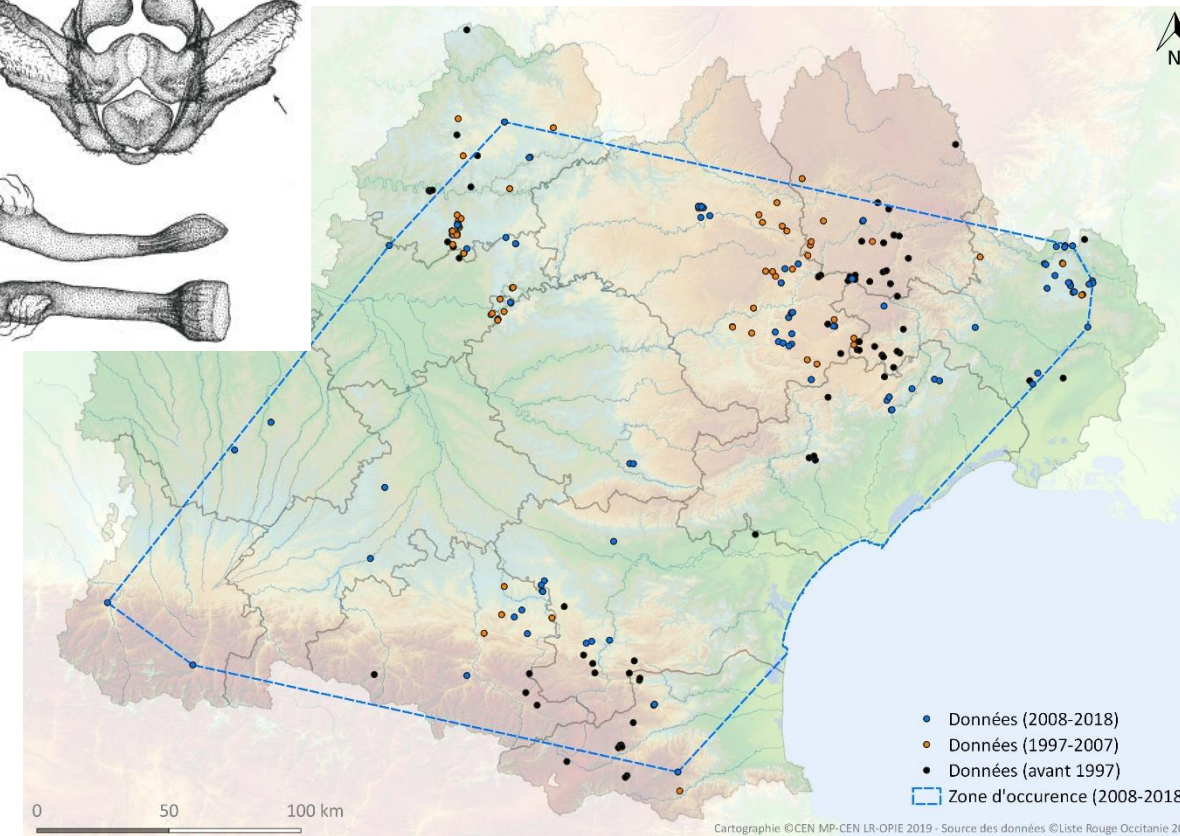 N
Données (2008-2018)
Données (1997-2007)
Données (avant 1997)
Zone d'occurence (2008-2018
0 50 100 km
Cartographie ©CEN MP-CEN LR-OPIE 2019 - Source des données ©Liste Rouge Occitanie 20